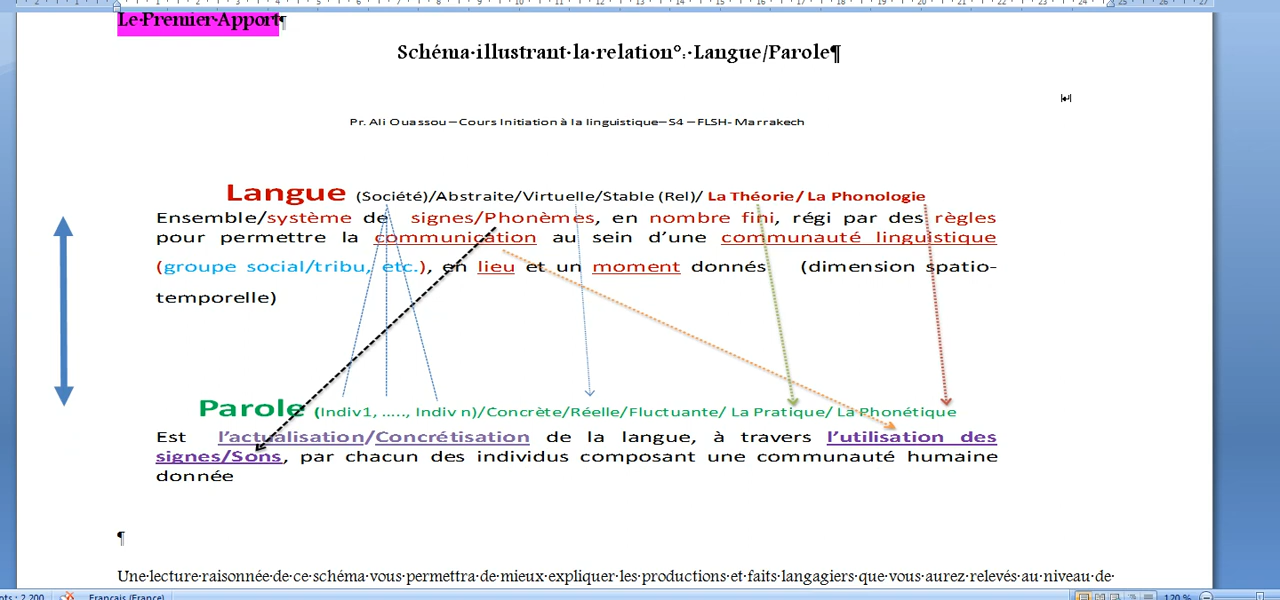 Le·Premier·Apport¶
Schéma·illustrant·la·relation°:·Langue/Parole¶
Pr. Ali Ouassou – Cours Initiation à la linguistique– S4 – FLSH- Marrakech
Langue (Société)/Abstraite/Virtuelle/Stable (Rel)/ La Théorie/ La Phonologie
Ensemble/système de signes/Phonèmes, en nombre fini, régi par des règles
pour permettre la communication au sein d’une communauté linguistique
(groupe social/tribu, etc.), en lieu et un moment donnés (dimension spatio-
temporelle)
Parole (Indiv1, ….., Indiv n)/Concrète/Réelle/Fluctuante/ La Pratique/ La Phonétique
Est l’actualisation/Concrétisation de la langue, à travers l’utilisation des
signes/Sons, par chacun des individus composant une communauté humaine
donnée
¶
Une·lecture·raisonnée·de·ce·schéma·vous·permettra·de·mieux·expliquer·les·productions·et·faits·langagiers·que·vous·aurez·relevés·au·niveau·de·
: 2 200 Français (France) 120 %